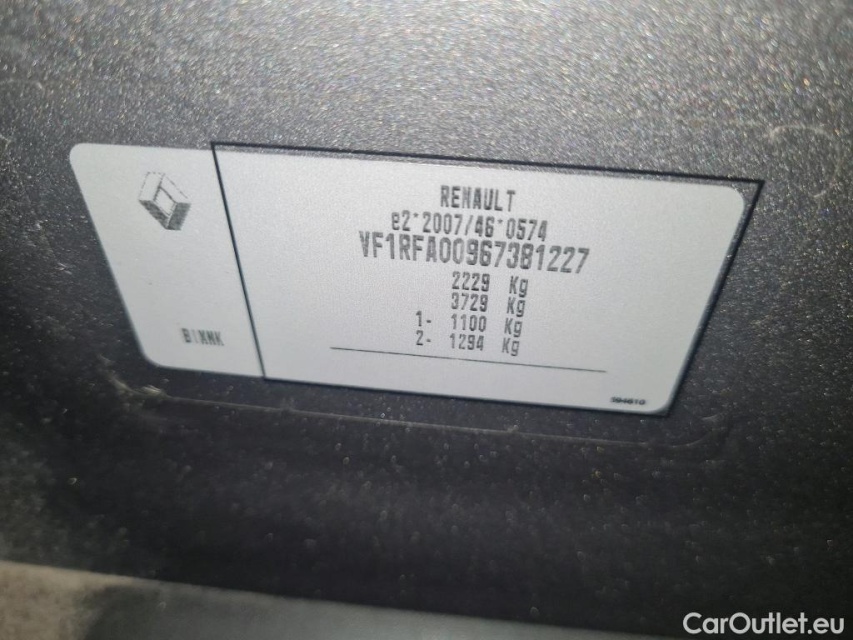 RENAULT
e2*2007/46*0574
VF1RFA00967381227
2229 Kg
3729 Kg
1- 1100 Kg
2- 1294 Kg
CarOutlet.eu